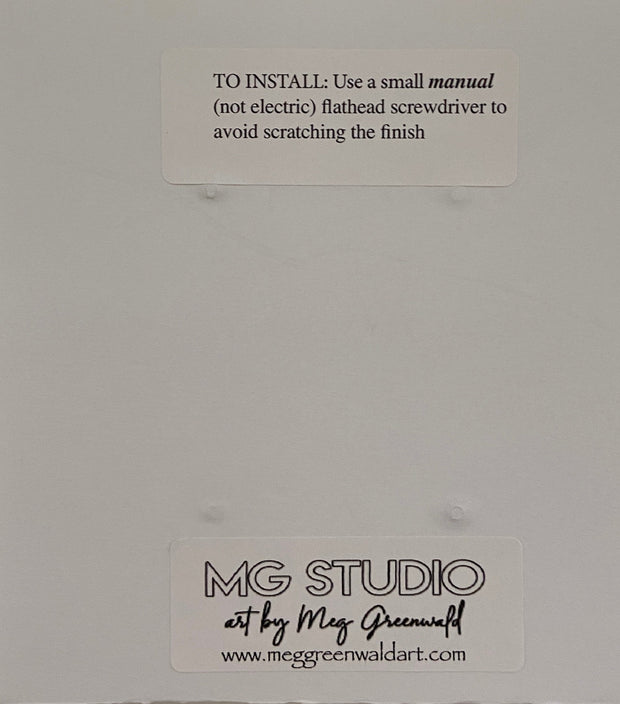 TO INSTALL: Use a small manual
(not electric) flathead screwdriver to
avoid scratching the finish
MG STUDIO
art by Meg Greenwald
www.meggreenwaldart.com